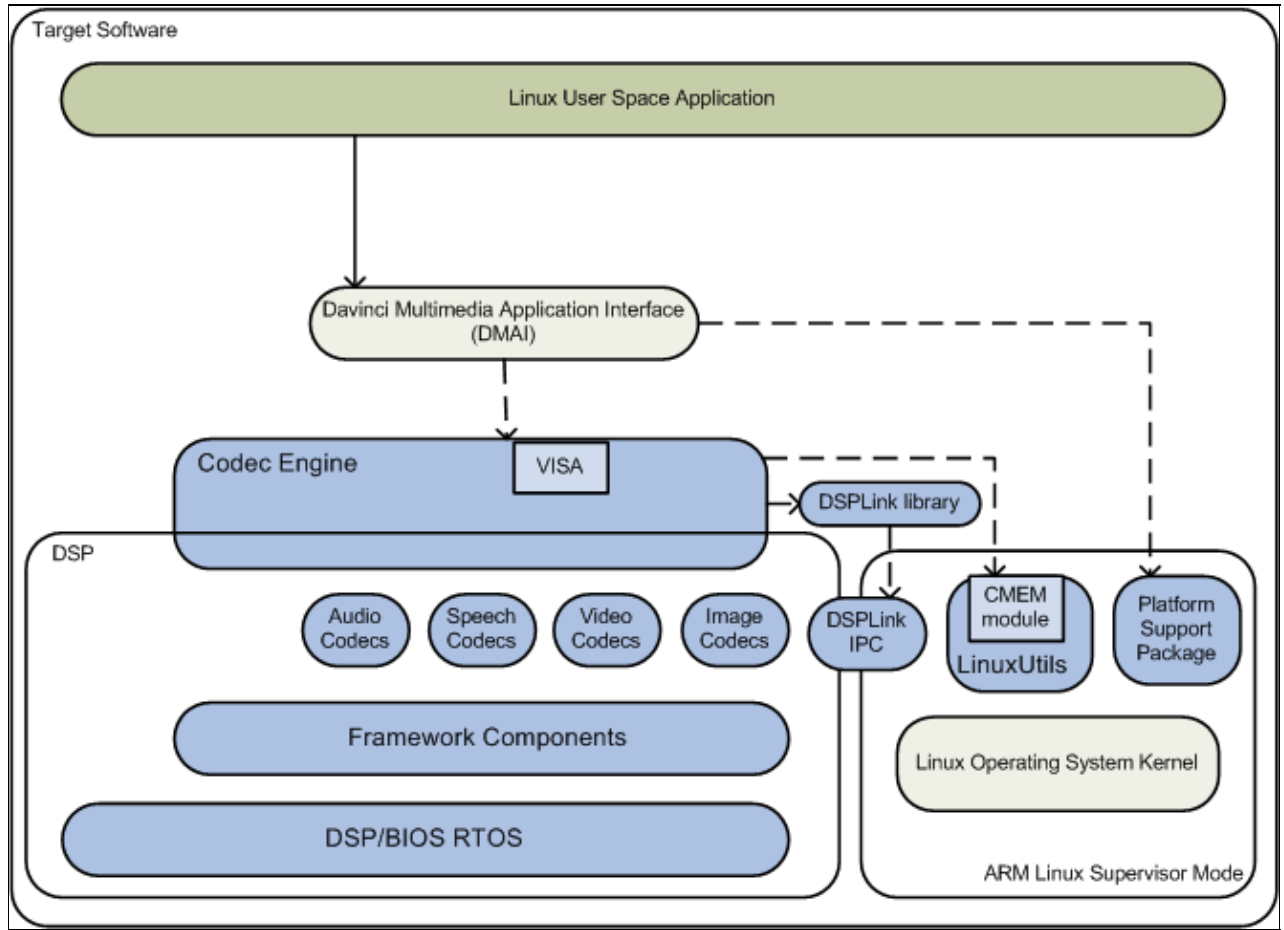 Target Software
Linux User Space Application
Davinci Multimedia Application Interface
(DMAI)
Codec Engine
VISA
DSPLink library
DSP
Audio
Codecs
Speech
Codecs
Video
Codecs
Image
Codecs
DSPLink
IPC
CMEM
module
LinuxUtils
Platform
Support
Package
Framework Components
Linux Operating System Kernel
DSP/BIOS RTOS
ARM Linux Supervisor Mode